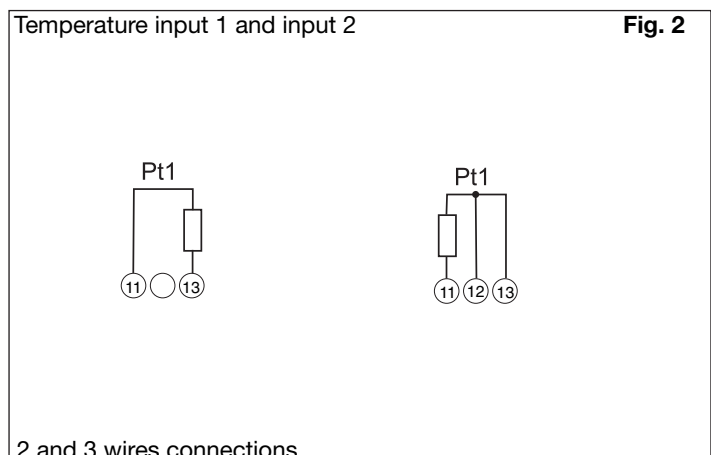 Temperature input 1 and input 2 Fig. 2
Pt1 Pt1
11 13 11 12 13
2 and 3 wires connections